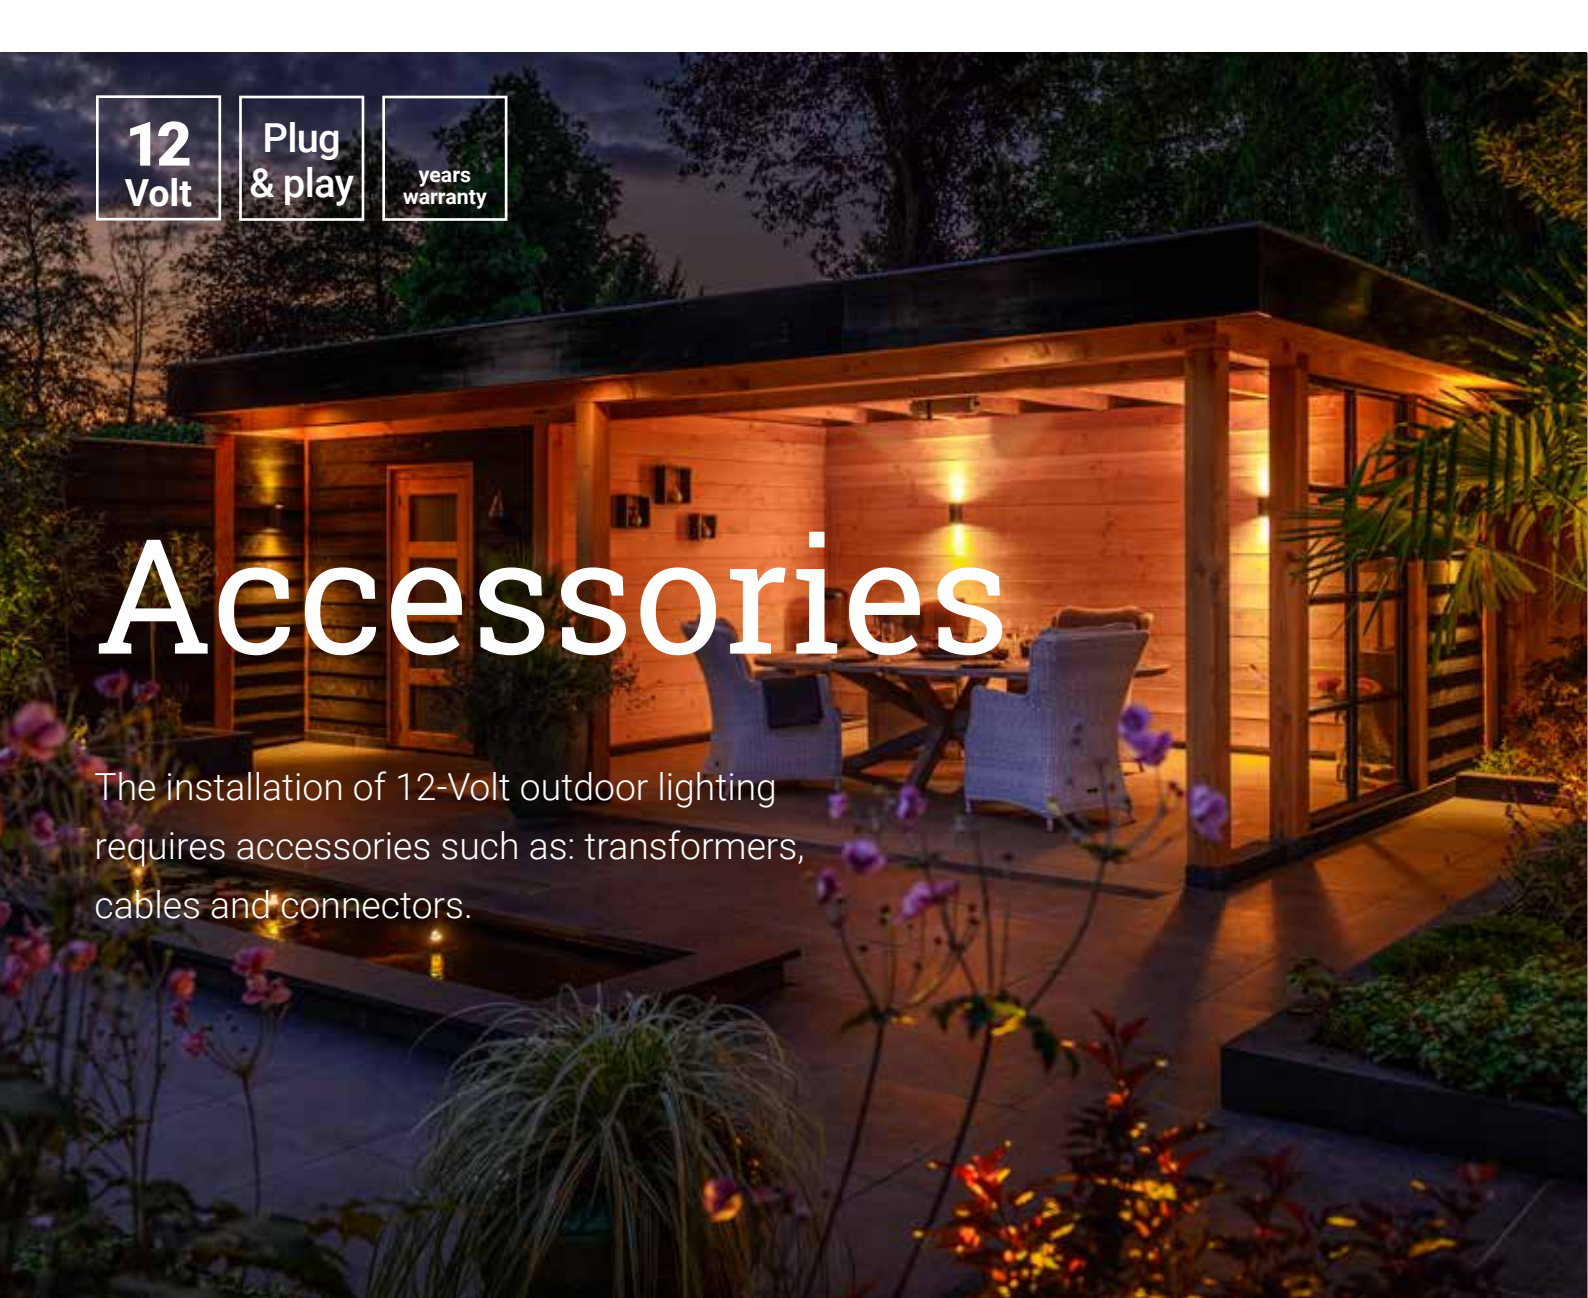 12
Volt
Plug
& play
years
warranty
Accessories
The installation of 12-Volt outdoor lighting
requires accessories such as: transformers,
cables and connectors.